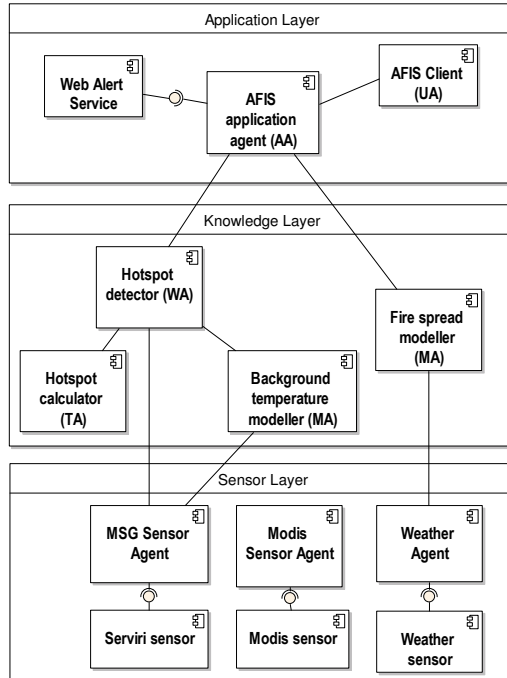 Application Layer
Web Alert
Service
AFIS
application
agent (AA)
AFIS Client
(UA)
Knowledge Layer
Hotspot
detector (WA)
Fire spread
modeller
(MA)
Hotspot
calculator
(TA)
Background
temperature
modeller (MA)
Sensor Layer
MSG Sensor
Agent
Modis
Sensor Agent
Weather
Agent
Serviri sensor
Modis sensor
Weather
sensor